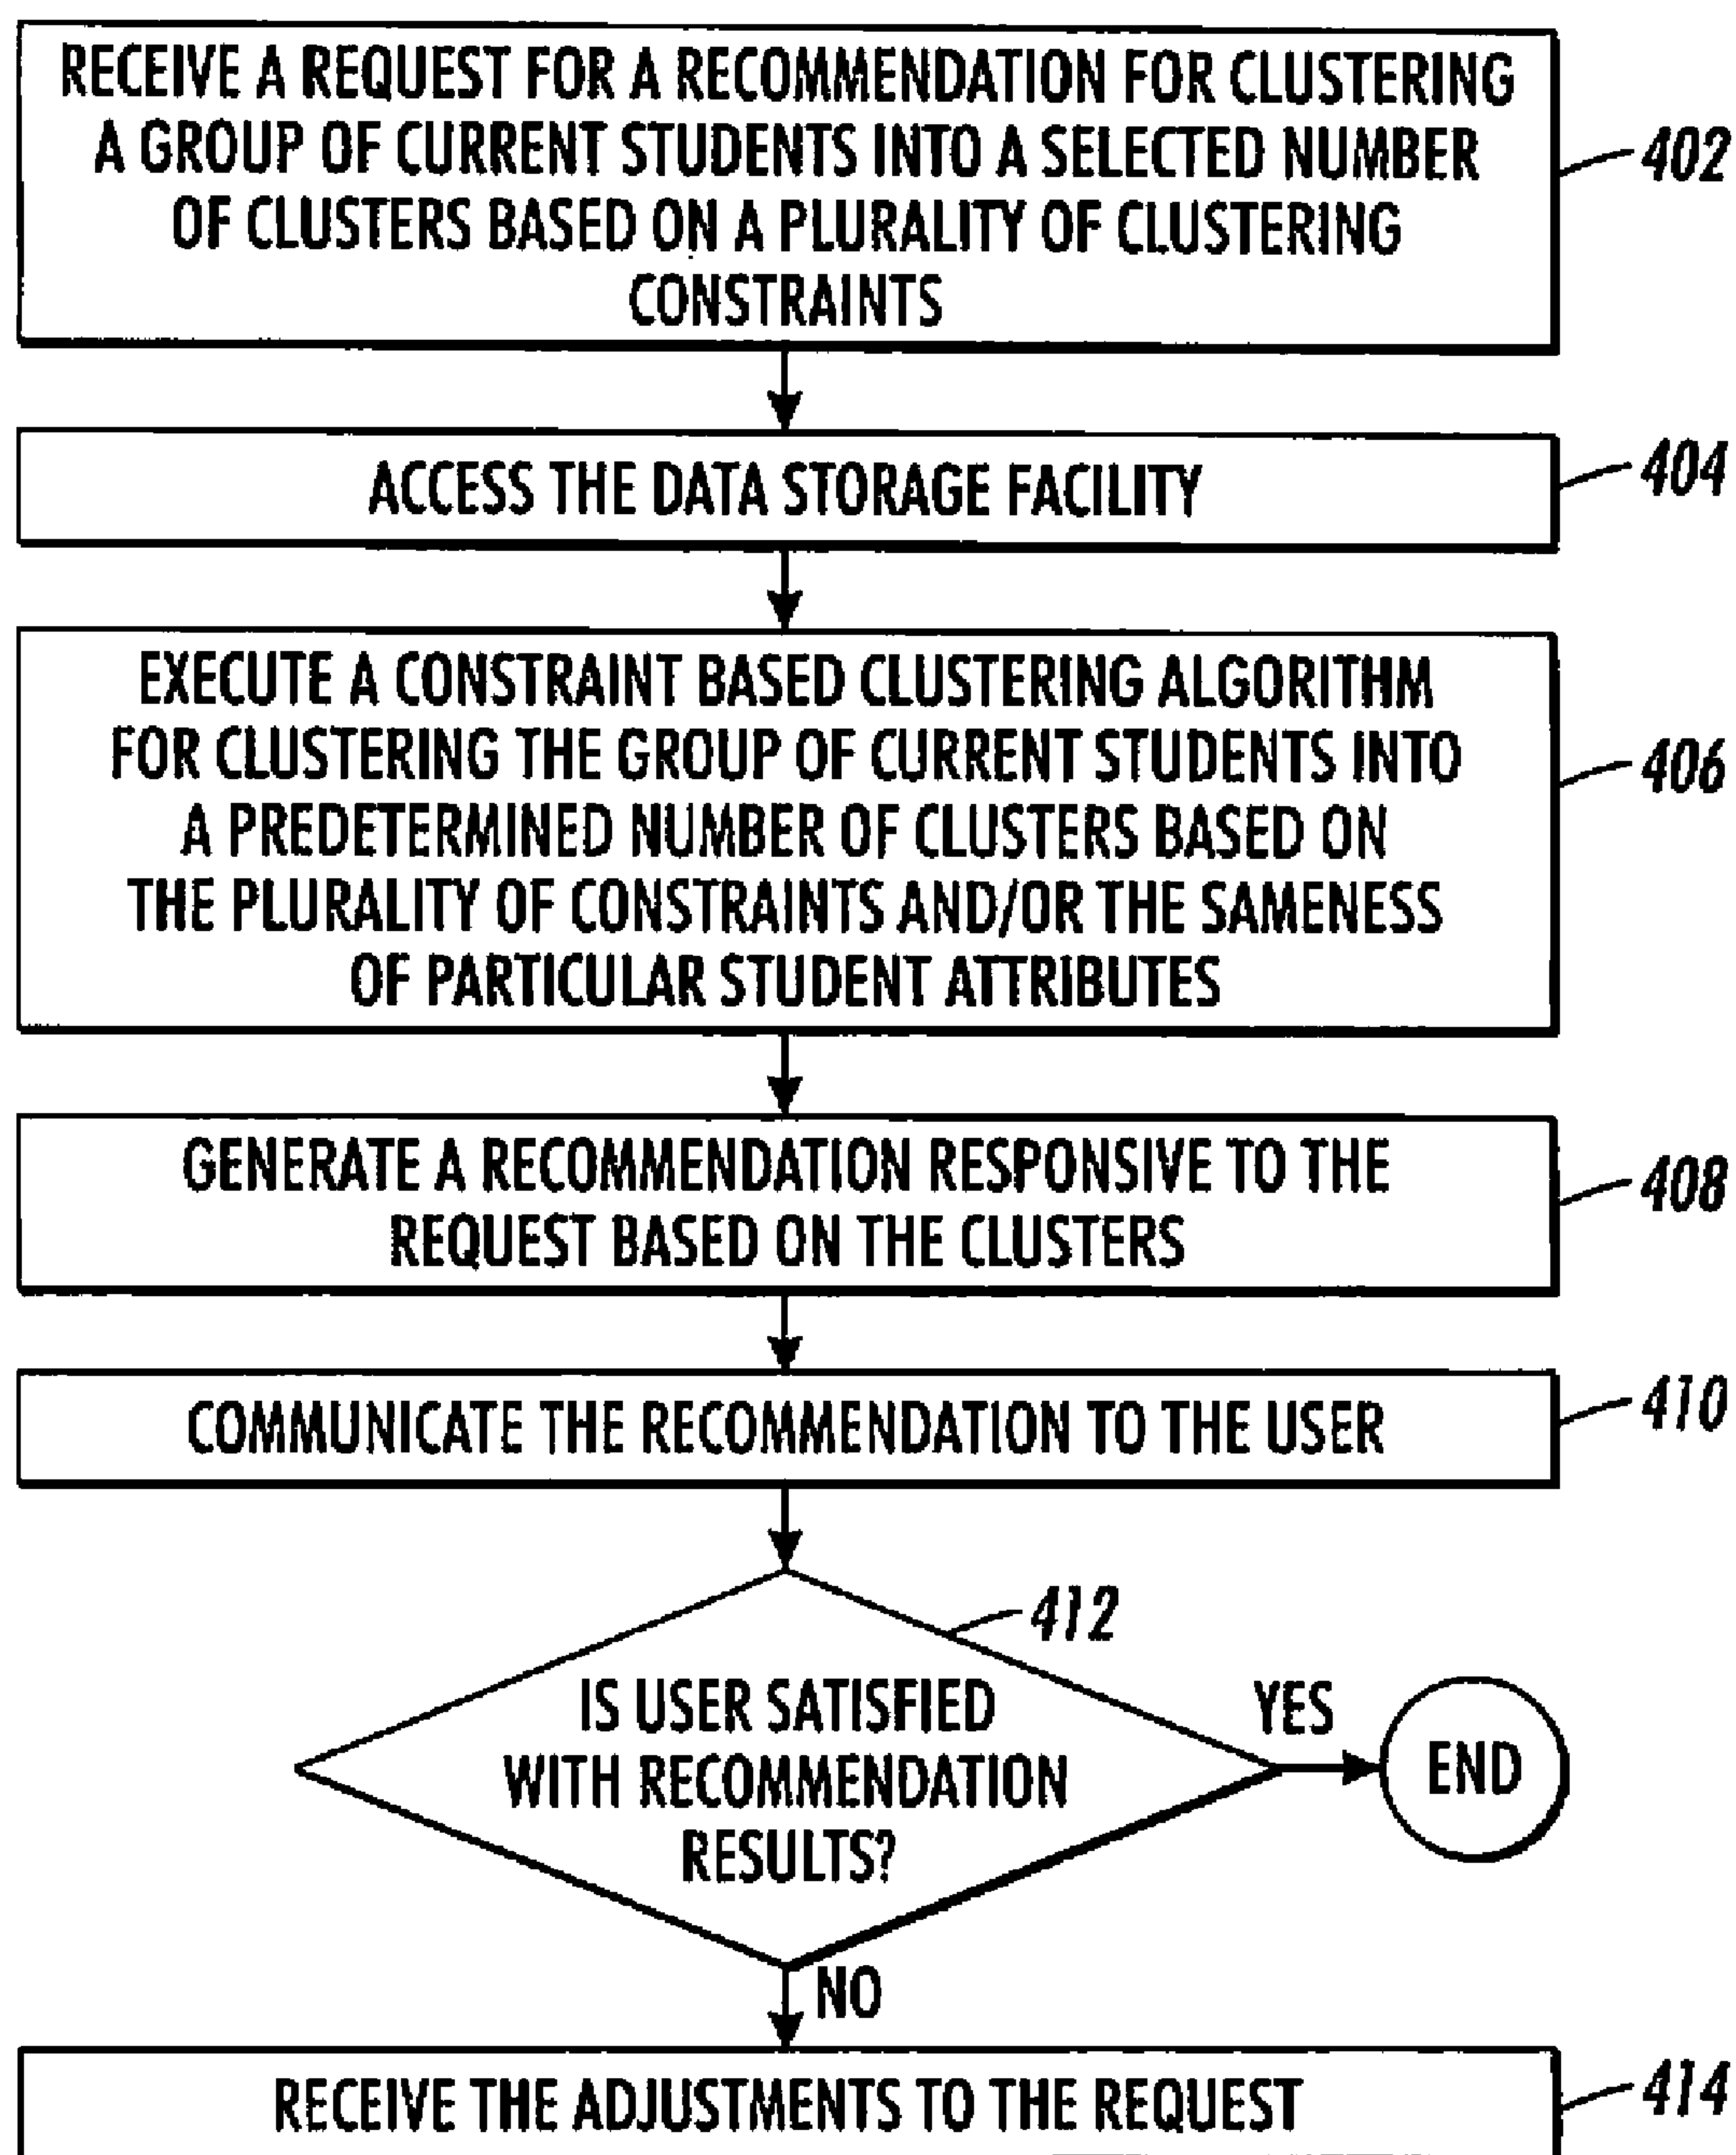 RECEIVE A REQUEST FOR A RECOMMENDATION FOR CLUSTERING
A GROUP OF CURRENT STUDENTS INTO A SELECTED NUMBER
OF CLUSTERS BASED ON A PLURALITY OF CLUSTERING
CONSTRAINTS
402
ACCESS THE DATA STORAGE FACILITY
404
EXECUTE A CONSTRAINT BASED CLUSTERING ALGORITHM
FOR CLUSTERING THE GROUP OF CURRENT STUDENTS INTO
A PREDETERMINED NUMBER OF CLUSTERS BASED ON
THE PLURALITY OF CONSTRAINTS AND/OR THE SAMENESS
OF PARTICULAR STUDENT ATTRIBUTES
406
GENERATE A RECOMMENDATION RESPONSIVE TO THE
REQUEST BASED ON THE CLUSTERS
408
COMMUNICATE THE RECOMMENDATION TO THE USER
410
412
IS USER SATISFIED
WITH RECOMMENDATION
RESULTS?
YES
END
NO
RECEIVE THE ADJUSTMENTS TO THE REQUEST
414